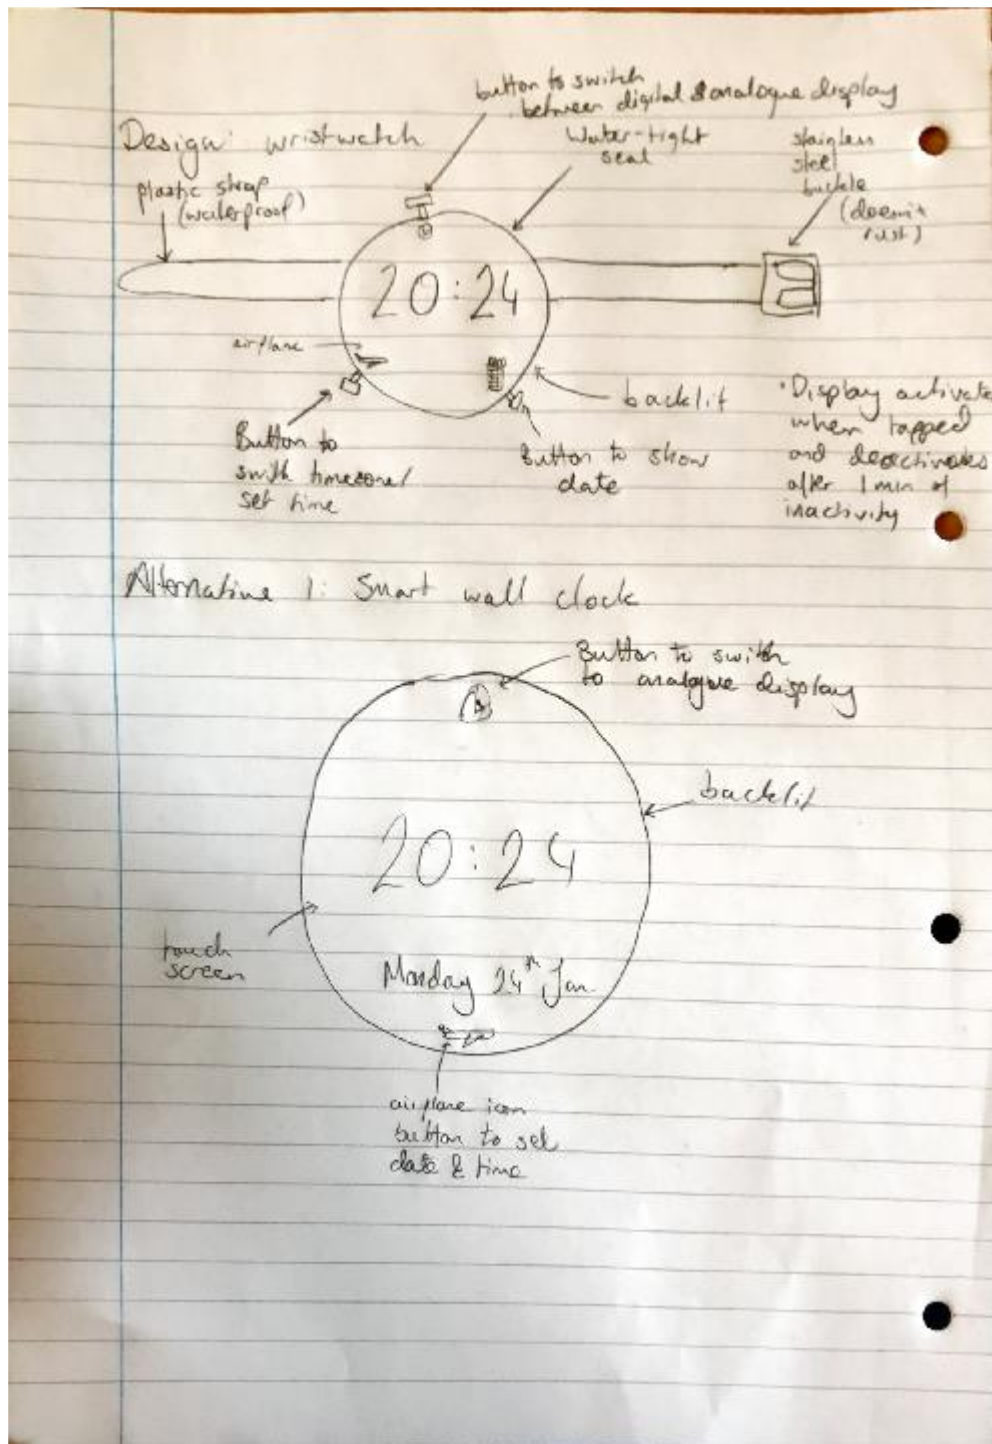 button to switch
between digital & analogue display
Design: wristwatch
Water-tight
seal
stainless
steel
buckle
(doesn't
rust)
plastic strap
(waterproof)
20:24
airplane
backlit
Button to
swith timezone/
set time
Button to show
date
• Display activates
when tapped
and deactivates
after 1 min of
inactivity
Alternative 1: Smart wall clock
Button to switch
to analogue display
backlit
20:24
touch
screen
Monday 24th Jan
airplane icon
button to set
date & time